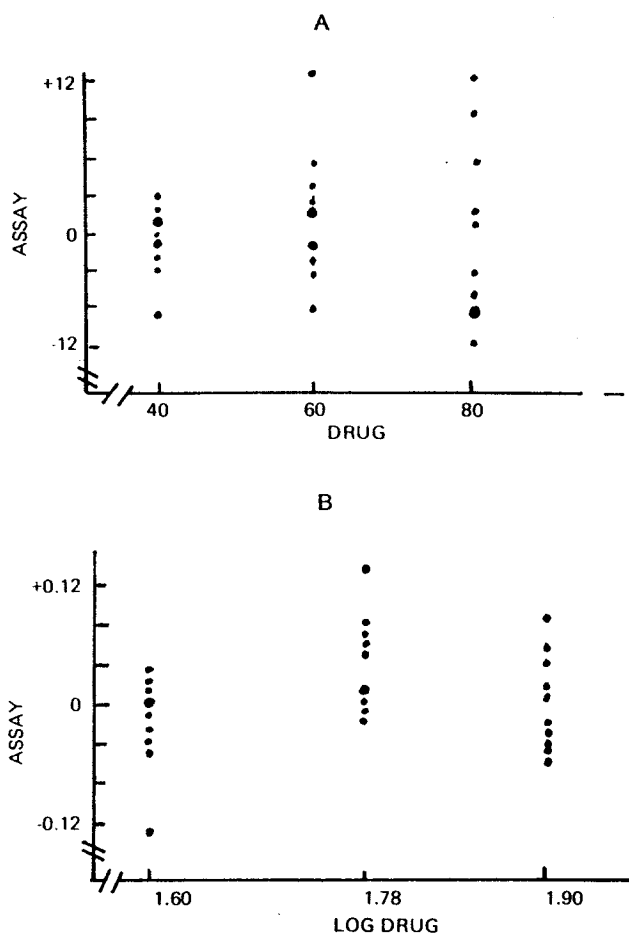 A
+12
0
-12
ASSAY
40 60 80
DRUG
B
+0.12
0
-0.12
ASSAY
1.60 1.78 1.90
LOG DRUG